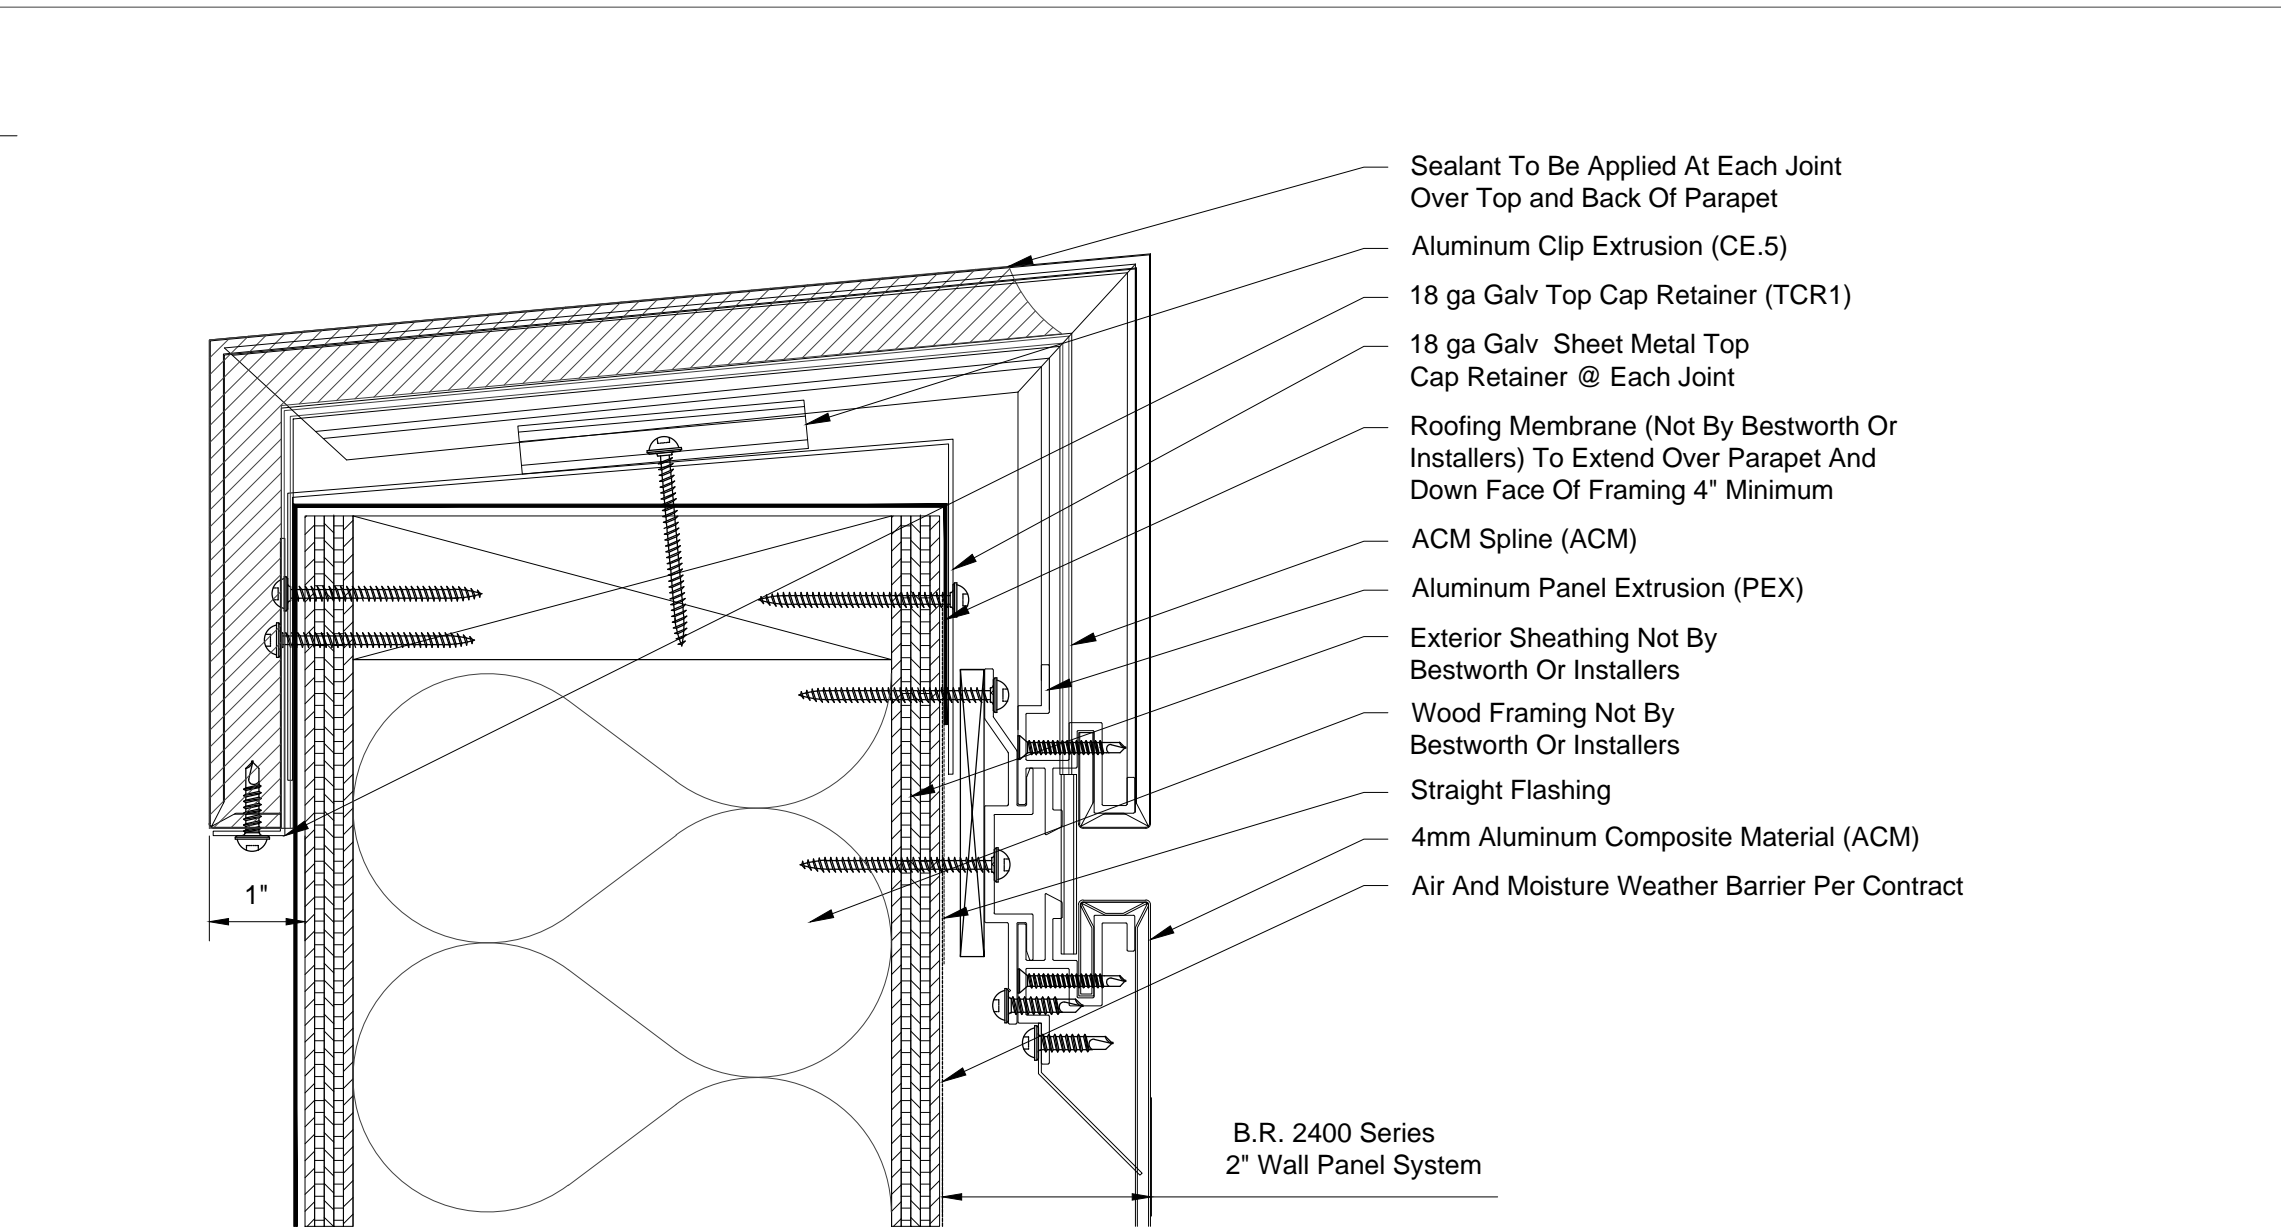 Sealant To Be Applied At Each Joint
Over Top and Back Of Parapet
Aluminum Clip Extrusion (CE.5)
18 ga Galv Top Cap Retainer (TCR1)
18 ga Galv  Sheet Metal Top
Cap Retainer @ Each Joint
Roofing Membrane (Not By Bestworth Or
Installers) To Extend Over Parapet And
Down Face Of Framing 4" Minimum
ACM Spline (ACM)
Aluminum Panel Extrusion (PEX)
Exterior Sheathing Not By
Bestworth Or Installers
Wood Framing Not By
Bestworth Or Installers
Straight Flashing
4mm Aluminum Composite Material (ACM)
Air And Moisture Weather Barrier Per Contract
1"
B.R. 2400 Series
2" Wall Panel System